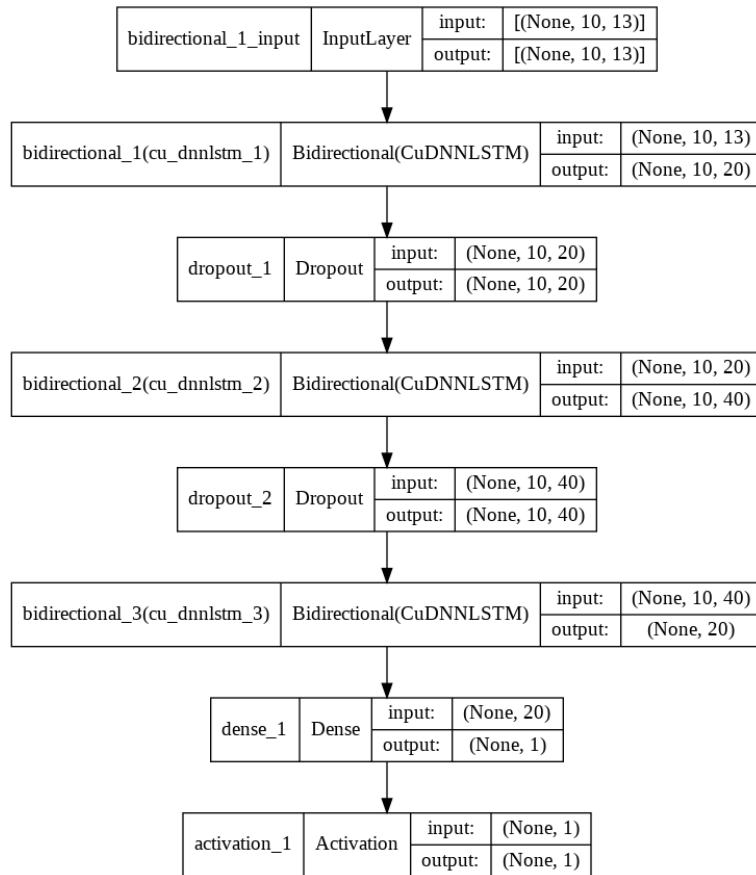 bidirectional_1_input InputLayer input: [(None, 10, 13)]
output: [(None, 10, 13)]
bidirectional_1(cu_dnnlstm_1) Bidirectional(CuDNNLSTM) input: (None, 10, 13)
output: (None, 10, 20)
dropout_1 Dropout input: (None, 10, 20)
output: (None, 10, 20)
bidirectional_2(cu_dnnlstm_2) Bidirectional(CuDNNLSTM) input: (None, 10, 20)
output: (None, 10, 40)
dropout_2 Dropout input: (None, 10, 40)
output: (None, 10, 40)
bidirectional_3(cu_dnnlstm_3) Bidirectional(CuDNNLSTM) input: (None, 10, 40)
output: (None, 20)
dense_1 Dense input: (None, 20)
output: (None, 1)
activation_1 Activation input: (None, 1)
output: (None, 1)